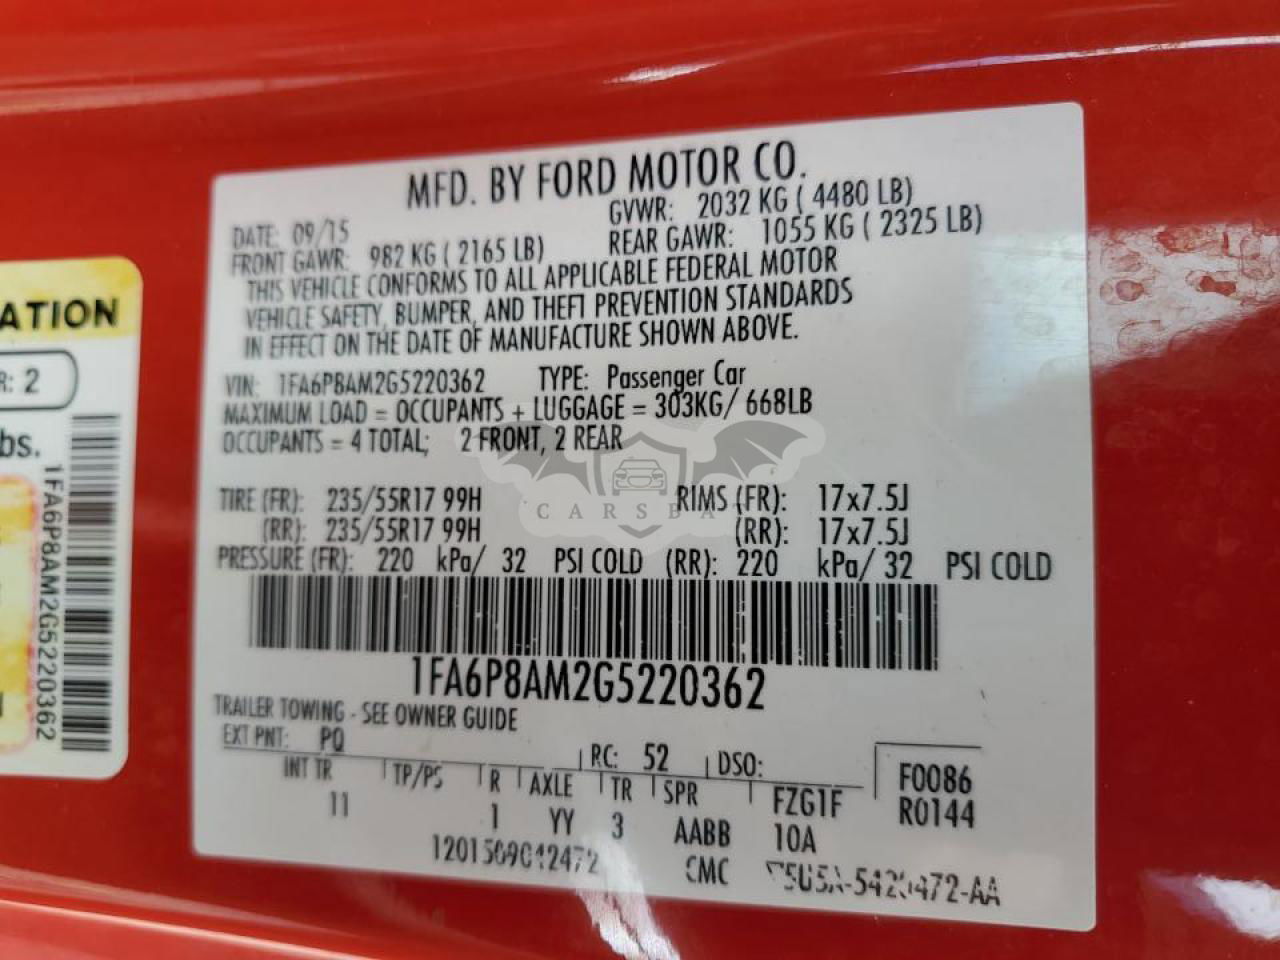 MFD. BY FORD MOTOR CO.
DATE: 09/15 GVWR: 2032 KG ( 4480 LB)
FRONT GAWR: 982 KG ( 2165 LB) REAR GAWR: 1055 KG ( 2325 LB)
THIS VEHICLE CONFORMS TO ALL APPLICABLE FEDERAL MOTOR
VEHICLE SAFETY, BUMPER, AND THEFT PREVENTION STANDARDS
IN EFFECT ON THE DATE OF MANUFACTURE SHOWN ABOVE.
VIN: 1FA6P8AM2G5220362 TYPE: Passenger Car
MAXIMUM LOAD = OCCUPANTS + LUGGAGE = 303KG/ 668LB
OCCUPANTS = 4 TOTAL; 2 FRONT, 2 REAR
TIRE (FR): 235/55R17 99H RIMS (FR): 17x7.5J
(RR): 235/55R17 99H (RR): 17x7.5J
PRESSURE (FR): 220 kPa/ 32 PSI COLD (RR): 220 kPa/ 32 PSI COLD
1FA6P8AM2G5220362
TRAILER TOWING - SEE OWNER GUIDE
EXT PNT: PQ RC: 52 DSO:
INT TR TP/PS R AXLE TR SPR FZG1F F0086
11 1 YY 3 AABB 10A R0144
1201509042472 CMC
ATION
R: 2
bs.
1FA6P8AM2G5220362
CARSBA